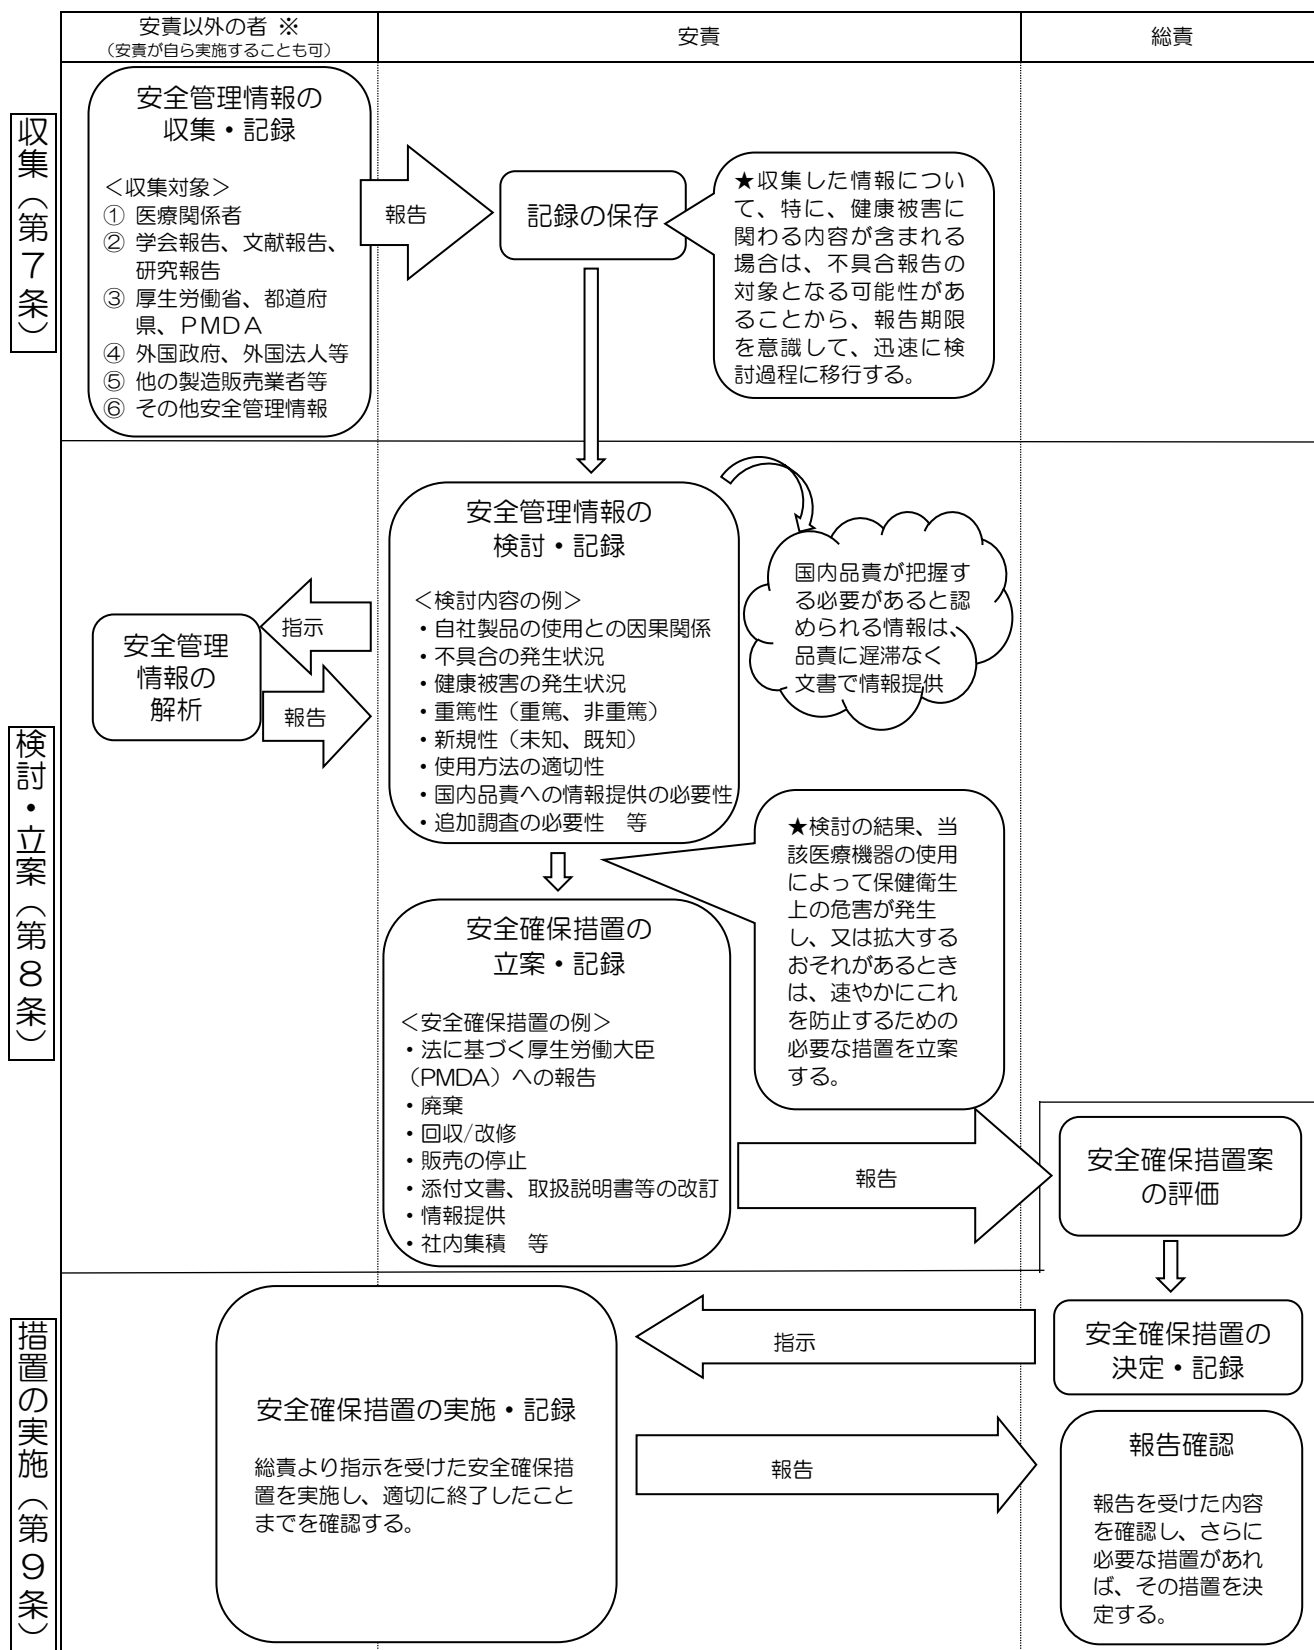 安責以外の者 ※
（安責が自ら実施することも可）
安責
総責
収集（第７条）
安全管理情報の
収集・記録
＜収集対象＞
① 医療関係者
② 学会報告、文献報告、
研究報告
③ 厚生労働省、都道府
県、ＰＭＤＡ
④ 外国政府、外国法人等
⑤ 他の製造販売業者等
⑥ その他安全管理情報
報告
記録の保存
★収集した情報につい
て、特に、健康被害に
関わる内容が含まれる
場合は、不具合報告の
対象となる可能性があ
ることから、報告期限
を意識して、迅速に検
討過程に移行する。
検討・立案（第８条）
安全管理情報の
検討・記録
＜検討内容の例＞
・自社製品の使用との因果関係
・不具合の発生状況
・健康被害の発生状況
・重篤性（重篤、非重篤）
・新規性（未知、既知）
・使用方法の適切性
・国内品責への情報提供の必要性
・追加調査の必要性　等
国内品責が把握す
る必要があると認
められる情報は、
品責に遅滞なく
文書で情報提供
指示
安全管理
情報の
解析
報告
★検討の結果、当
該医療機器の使用
によって保健衛生
上の危害が発生
し、又は拡大する
おそれがあるとき
は、速やかにこれ
を防止するための
必要な措置を立案
する。
安全確保措置の
立案・記録
＜安全確保措置の例＞
・法に基づく厚生労働大臣
（PMDA）への報告
・廃棄
・回収/改修
・販売の停止
・添付文書、取扱説明書等の改訂
・情報提供
・社内集積　等
報告
安全確保措置案
の評価
措置の実施（第９条）
安全確保措置の
決定・記録
指示
安全確保措置の実施・記録
総責より指示を受けた安全確保措
置を実施し、適切に終了したこと
までを確認する。
報告
報告確認
報告を受けた内容
を確認し、さらに
必要な措置があれ
ば、その措置を決
定する。